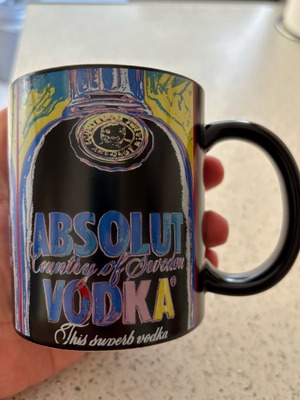 ABSOLUT
Country of Sweden
VODKA®
This superb vodka